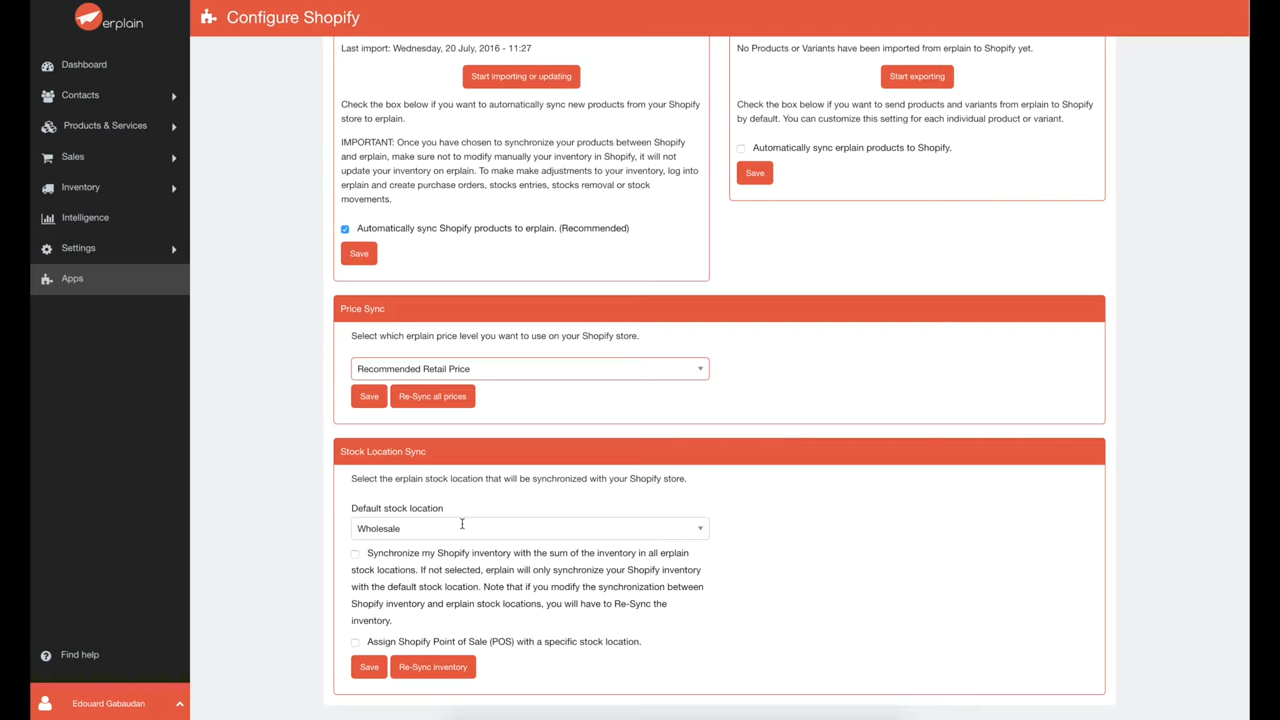 erplain
Configure Shopify
Dashboard
Contacts
Products & Services
Sales
Inventory
Intelligence
Settings
Apps
Find help
Edouard Gabaudan
Last import: Wednesday, 20 July, 2016 - 11:27
Start importing or updating
Check the box below if you want to automatically sync new products from your Shopify
store to erplain.
IMPORTANT: Once you have chosen to synchronize your products between Shopify
and erplain, make sure not to modify manually your inventory in Shopify, it will not
update your inventory on erplain. To make make adjustments to your inventory, log into
erplain and create purchase orders, stocks entries, stocks removal or stock
movements.
Automatically sync Shopify products to erplain. (Recommended)
Save
No Products or Variants have been imported from erplain to Shopify yet.
Start exporting
Check the box below if you want to send products and variants from erplain to Shopify
by default. You can customize this setting for each individual product or variant.
Automatically sync erplain products to Shopify.
Save
Price Sync
Select which erplain price level you want to use on your Shopify store.
Recommended Retail Price
Save
Re-Sync all prices
Stock Location Sync
Select the erplain stock location that will be synchronized with your Shopify store.
Default stock location
Wholesale
Synchronize my Shopify inventory with the sum of the inventory in all erplain
stock locations. If not selected, erplain will only synchronize your Shopify inventory
with the default stock location. Note that if you modify the synchronization between
Shopify inventory and erplain stock locations, you will have to Re-Sync the
inventory.
Assign Shopify Point of Sale (POS) with a specific stock location.
Save
Re-Sync inventory